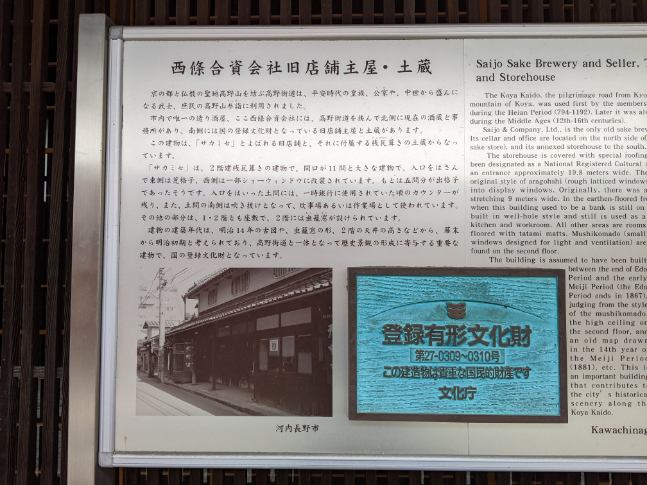 西條合資会社旧店舗主屋・土蔵
京の都と仏教の聖地高野山を結ぶ高野街道は、平安時代の皇族、公家や、中世から盛んに
なる武士、庶民の高野山参詣に利用されました。
市内で唯一の造り酒屋、ここ西條合資会社には、高野街道を挟んで北側に現在の酒蔵と事
務所があり、南側には国の登録文化財となっている旧店舗主屋と土蔵があります。
この建物は、「サカミセ」とよばれる旧店舗と、それに付属する桟瓦葺きの土蔵からなっ
ています。
「サカミセ」は、2階建桟瓦葺きの建物で、間口が11間と大きな建物で、入口をはさん
で北側は荒格子、西側は一部ショーウィンドウに改装されています。もとは五間分が出格子
であったそうです。入口をはいった土間には、一時銀行に使用されていた頃のカウンターが
残り、また、土間の南側は吹き抜けとなって、炊事場あるいは作業場として使われています。
その他の部分は、1・2階とも座敷で、2階には虫籠窓が設けられています。
建物の建築年代は、明治14年の古図や、虫籠窓の形、2階の天井の高さなどから、幕末
から明治初期と考えられており、高野街道と一体となって歴史景観の形成に寄与する重要な
建物で、国の登録文化財となっています。
河内長野市
登録有形文化財
第27-0309~0310号
この建造物は貴重な国民的財産です
文化庁
Saijo Sake Brewery and Seller,
and Storehouse
The Koya Kaido, the pilgrimage road from Kyo
mountain of Koya, was used first by the members
during the Heian Period (794-1192). Later it was al
during the Middle Ages (12th-16th centuries).
Saijo & Company, Ltd., is the only old sake brew
Its cellar and office are located on the north side of
sake store), and its annexed storehouse to the south.
The storehouse is covered with special roofing
been designated as a National Registered Cultural
an entrance approximately 19.8 meters wide. The
original style of aragohshi (rough latticed windows
into display windows. Originally, there was a
stretching 9 meters wide. In the earthen-floored fro
when this building used to be a bank is still on
built in well-hole style and still is used as a
kitchen and workroom. All other areas are rooms
floored with tatami matts. Mushikomado (small
windows designed for light and ventilation) are
found on the second floor.
The building is assumed to have been built
between the end of Edo
Period and the early
Meiji Period (the Edo
Period ends in 1867),
judging from the style
of the mushikomado,
the high ceiling on
the second floor, and
an old map drawn
in the 14th year of
the Meiji Period
(1881), etc. This is
an important building
that contributes to
the city's historical
scenery along the
Koya Kaido.
Kawachinag